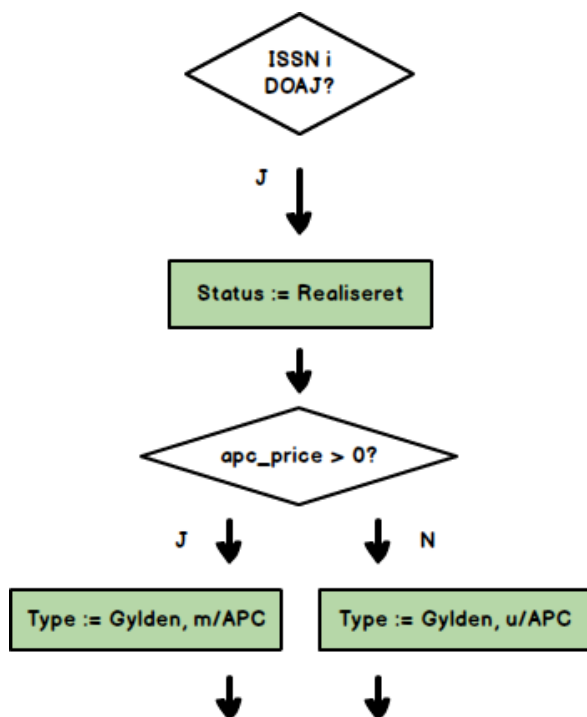 ISSN i
DOAJ?
J
Status := Realiseret
apc_price > 0?
J
N
Type := Gylden, m/APC
Type := Gylden, u/APC